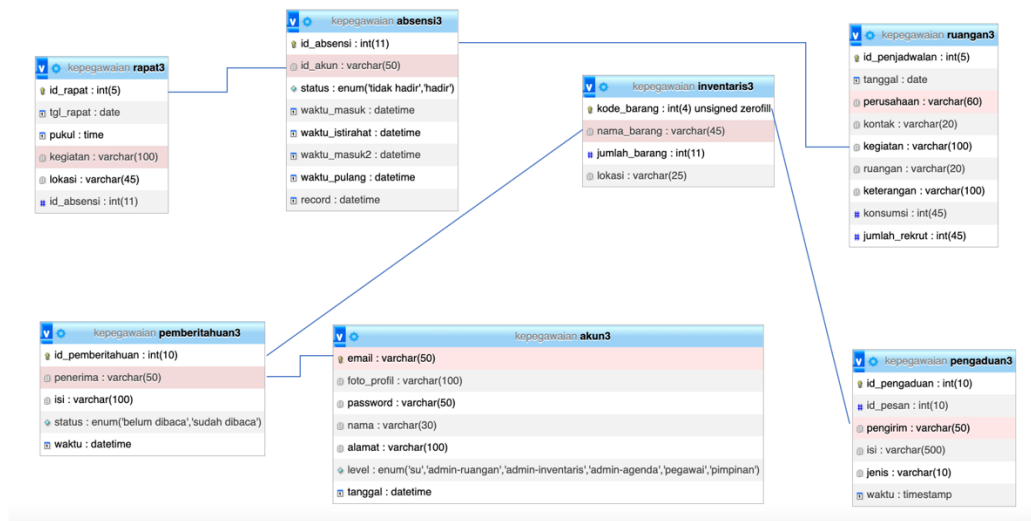 kepegawaian rapat3
id_rapat : int(5)
tgl_rapat : date
pukul : time
kegiatan : varchar(100)
lokasi : varchar(45)
id_absensi : int(11)
kepegawaian absensi3
id_absensi : int(11)
id_akun : varchar(50)
status : enum('tidak hadir','hadir')
waktu_masuk : datetime
waktu_istirahat : datetime
waktu_masuk2 : datetime
waktu_pulang : datetime
record : datetime
kepegawaian inventaris3
kode_barang : int(4) unsigned zerofill
nama_barang : varchar(45)
jumlah_barang : int(11)
lokasi : varchar(25)
kepegawaian ruangan3
id_penjadwalan : int(5)
tanggal : date
perusahaan : varchar(60)
kontak : varchar(20)
kegiatan : varchar(100)
ruangan : varchar(20)
keterangan : varchar(100)
konsumsi : int(45)
jumlah_rekrut : int(45)
kepegawaian pemberitahuan3
id_pemberitahuan : int(10)
penerima : varchar(50)
isi : varchar(100)
status : enum('belum dibaca','sudah dibaca')
waktu : datetime
kepegawaian akun3
email : varchar(50)
foto_profil : varchar(100)
password : varchar(50)
nama : varchar(30)
alamat : varchar(100)
level : enum('su','admin-ruangan','admin-inventaris','admin-agenda','pegawai','pimpinan')
tanggal : datetime
kepegawaian pengaduan3
id_pengaduan : int(10)
id_pesan : int(10)
pengirim : varchar(50)
isi : varchar(500)
jenis : varchar(10)
waktu : timestamp